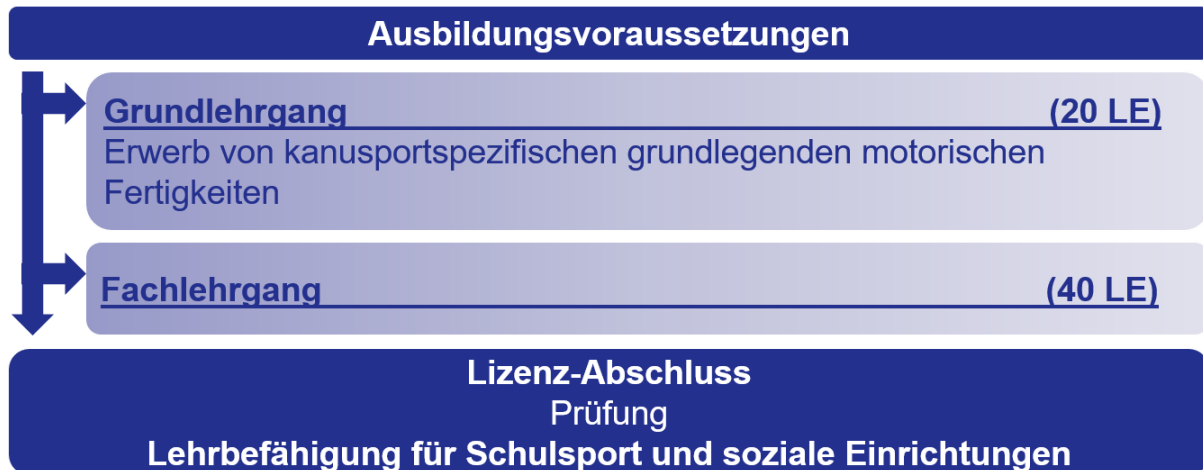 Ausbildungsvoraussetzungen
Grundlehrgang (20 LE)
Erwerb von kanusportspezifischen grundlegenden motorischen
Fertigkeiten
Fachlehrgang (40 LE)
Lizenz-Abschluss
Prüfung
Lehrbefähigung für Schulsport und soziale Einrichtungen